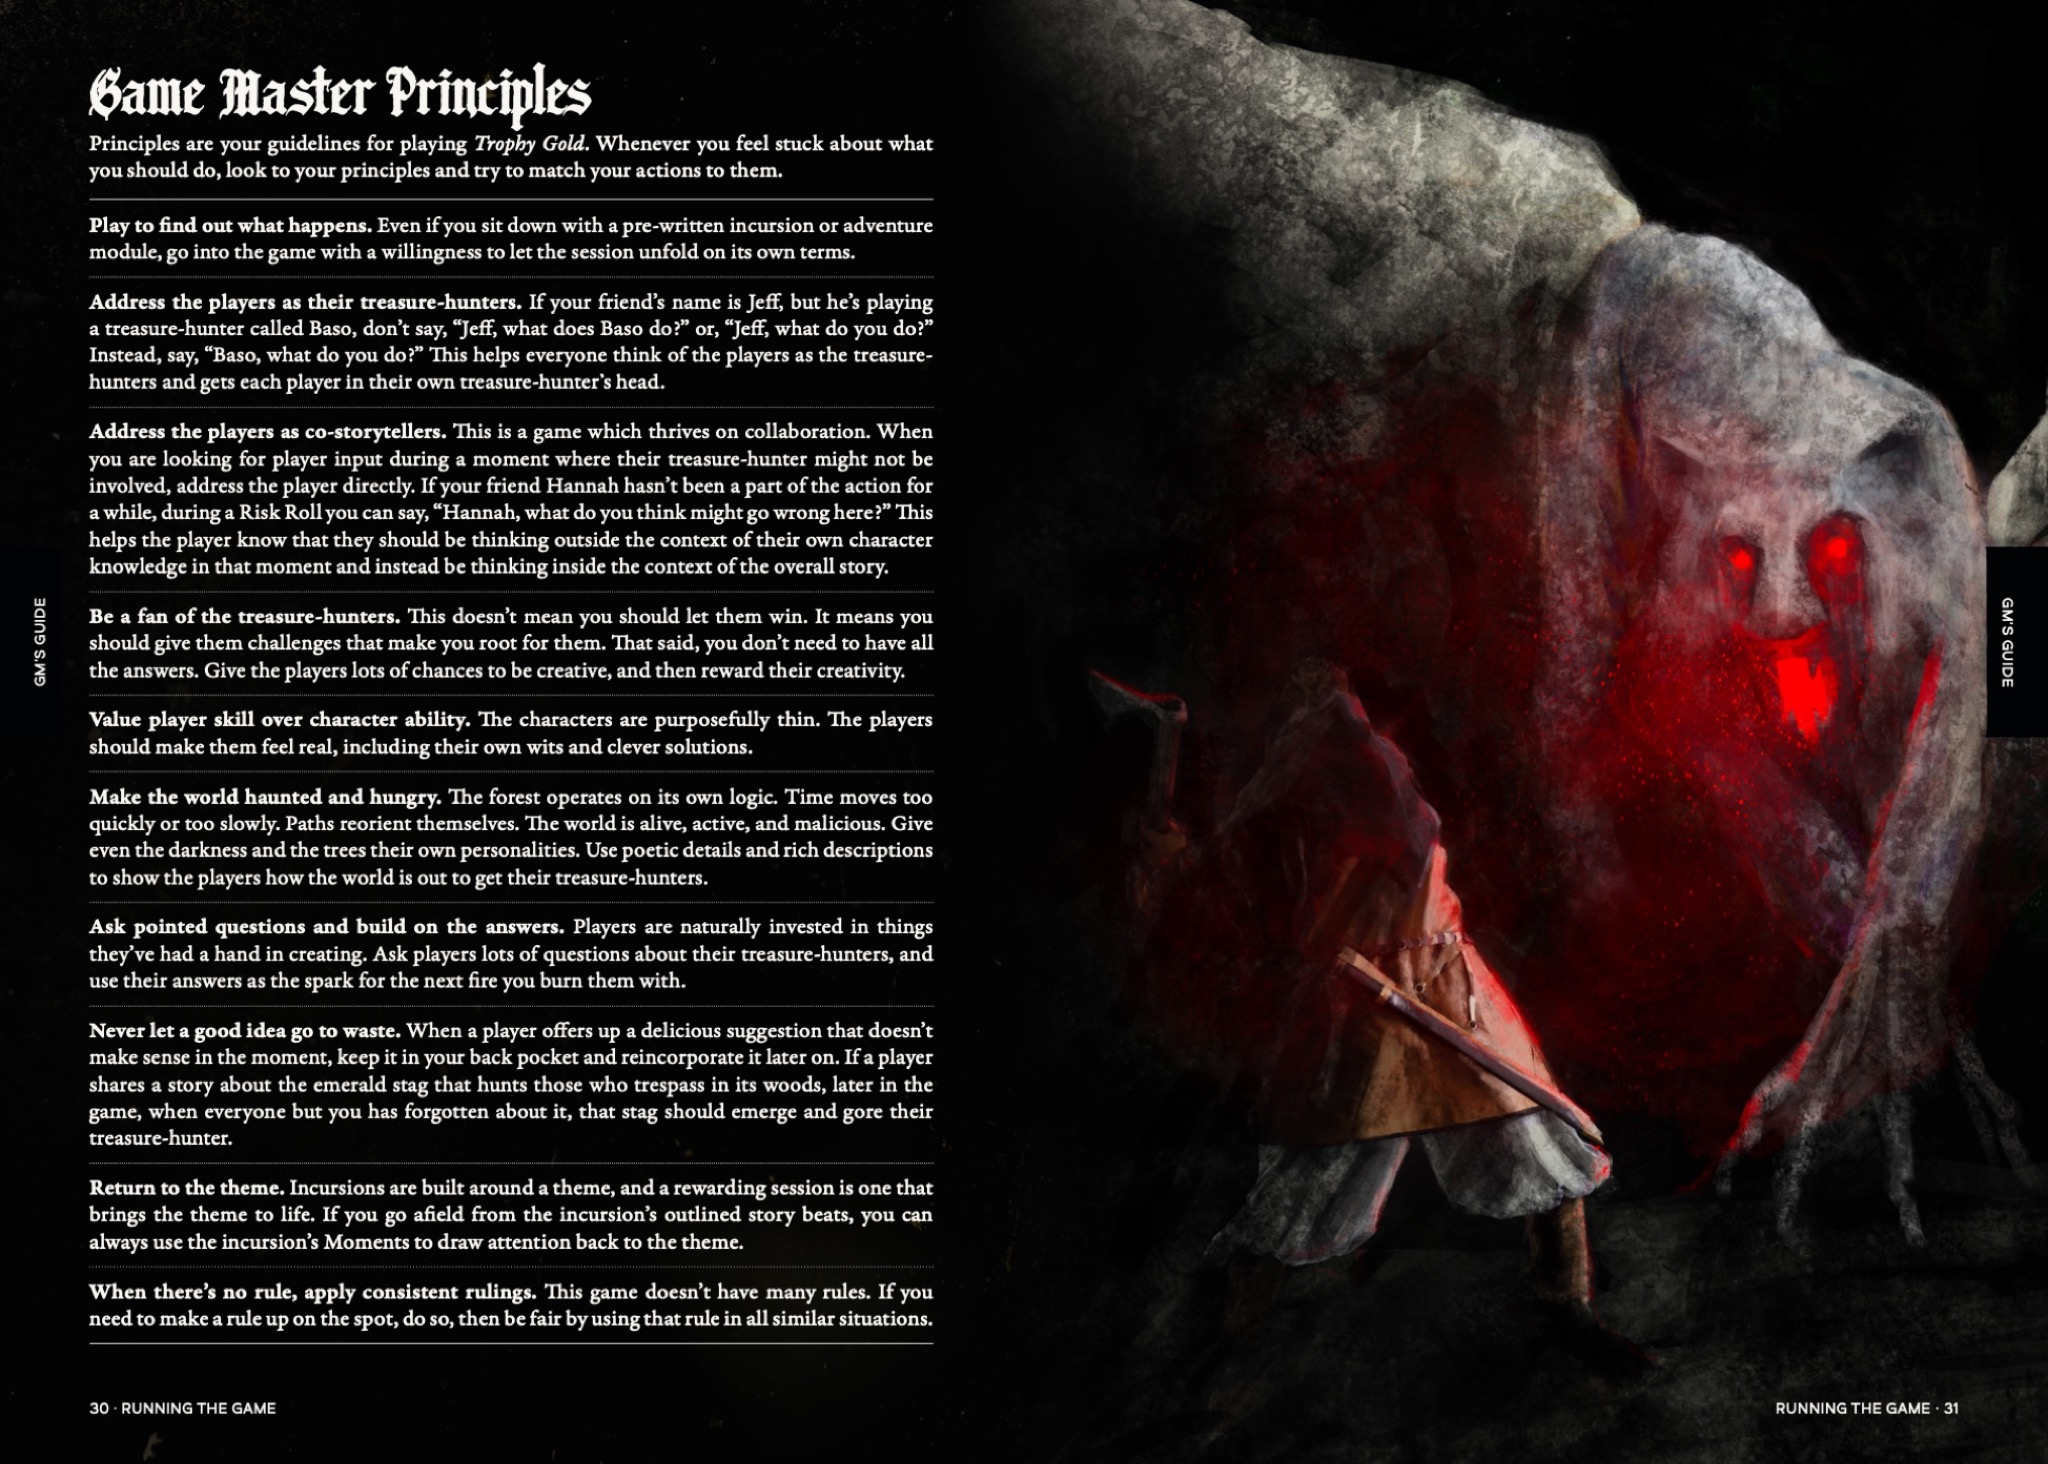 Game Master Principles
Principles are your guidelines for playing Trophy Gold. Whenever you feel stuck about what
you should do, look to your principles and try to match your actions to them.
Play to find out what happens. Even if you sit down with a pre-written incursion or adventure
module, go into the game with a willingness to let the session unfold on its own terms.
Address the players as their treasure-hunters. If your friend’s name is Jeff, but he’s playing
a treasure-hunter called Baso, don’t say, “Jeff, what does Baso do?” or, “Jeff, what do you do?”
Instead, say, “Baso, what do you do?” This helps everyone think of the players as the treasure-
hunters and gets each player in their own treasure-hunter’s head.
Address the players as co-storytellers. This is a game which thrives on collaboration. When
you are looking for player input during a moment where their treasure-hunter might not be
involved, address the player directly. If your friend Hannah hasn’t been a part of the action for
a while, during a Risk Roll you can say, “Hannah, what do you think might go wrong here?” This
helps the player know that they should be thinking outside the context of their own character
knowledge in that moment and instead be thinking inside the context of the overall story.
Be a fan of the treasure-hunters. This doesn’t mean you should let them win. It means you
should give them challenges that make you root for them. That said, you don’t need to have all
the answers. Give the players lots of chances to be creative, and then reward their creativity.
Value player skill over character ability. The characters are purposefully thin. The players
should make them feel real, including their own wits and clever solutions.
Make the world haunted and hungry. The forest operates on its own logic. Time moves too
quickly or too slowly. Paths reorient themselves. The world is alive, active, and malicious. Give
even the darkness and the trees their own personalities. Use poetic details and rich descriptions
to show the players how the world is out to get their treasure-hunters.
Ask pointed questions and build on the answers. Players are naturally invested in things
they’ve had a hand in creating. Ask players lots of questions about their treasure-hunters, and
use their answers as the spark for the next fire you burn them with.
Never let a good idea go to waste. When a player offers up a delicious suggestion that doesn’t
make sense in the moment, keep it in your back pocket and reincorporate it later on. If a player
shares a story about the emerald stag that hunts those who trespass in its woods, later in the
game, when everyone but you has forgotten about it, that stag should emerge and gore their
treasure-hunter.
Return to the theme. Incursions are built around a theme, and a rewarding session is one that
brings the theme to life. If you go afield from the incursion’s outlined story beats, you can
always use the incursion’s Moments to draw attention back to the theme.
When there’s no rule, apply consistent rulings. This game doesn’t have many rules. If you
need to make a rule up on the spot, do so, then be fair by using that rule in all similar situations.
GM’S GUIDE
30 · RUNNING THE GAME
GM’S GUIDE
RUNNING THE GAME · 31